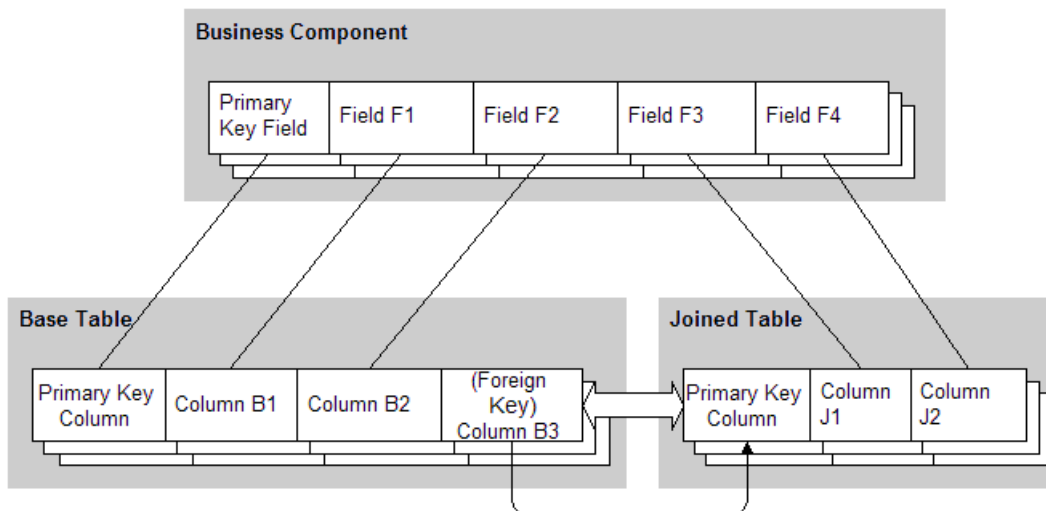 Business Component
Primary
Key Field
Field F1
Field F2
Field F3
Field F4
Base Table
Primary Key
Column
Column B1
Column B2
(Foreign
Key)
Column B3
Joined Table
Primary Key
Column
Column
J1
Column
J2